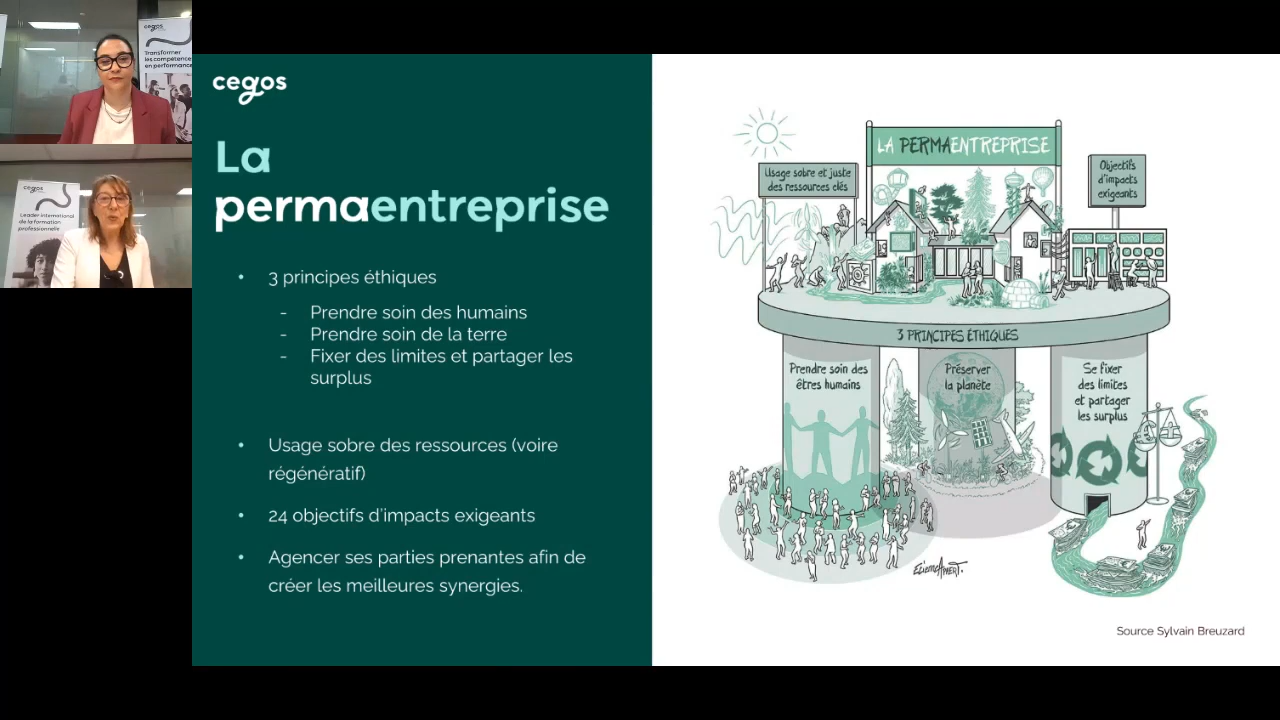 cegos
Transformer
les compétences
en performance
cegos
Leader international
de la formation
professionnelle
cegos
La
permaentreprise
• 3 principes éthiques
- Prendre soin des humains
- Prendre soin de la terre
- Fixer des limites et partager les
surplus
• Usage sobre des ressources (voire
régénératif)
• 24 objectifs d'impacts exigeants
• Agencer ses parties prenantes afin de
créer les meilleures synergies.
LA PERMAENTREPRISE
Usage sobre et juste
des ressources clés
Objectifs
d'impacts
exigeants
3 PRINCIPES ÉTHIQUES
Prendre soin des
êtres humains
Préserver
la planète
Se fixer
des limites
et partager
les surplus
Source Sylvain Breuzard